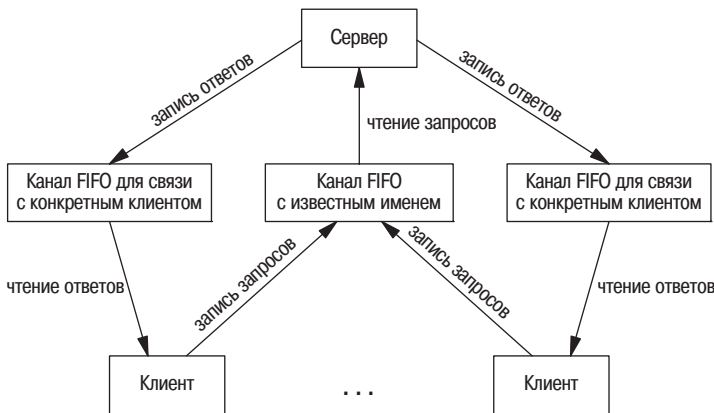 Сервер
запись ответов
запись ответов
чтение запросов
Канал FIFO для связи
с конкретным клиентом
Канал FIFO
с известным именем
Канал FIFO для связи
с конкретным клиентом
чтение ответов
запись запросов
запись запросов
чтение ответов
Клиент
. . .
Клиент